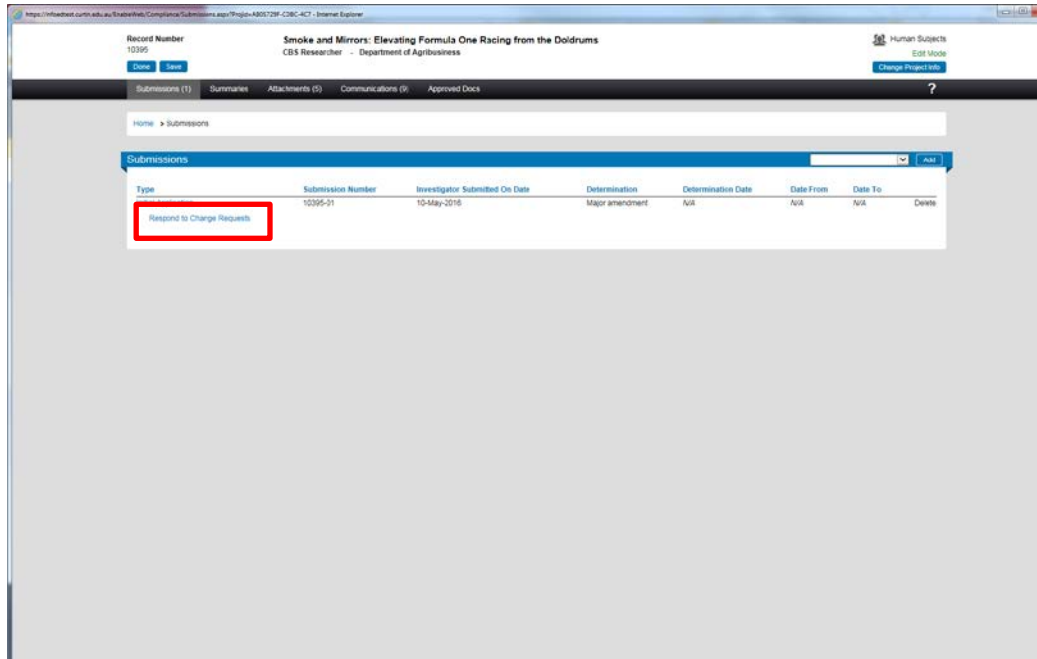 https://infoedtest.curtin.edu.au/EnableWeb/Compliance/Submissions.aspx?ProjId=AB05729F-C3BC-4C7 - Internet Explorer
Record Number
10395
Done Save
Smoke and Mirrors: Elevating Formula One Racing from the Doldrums
CBS Researcher - Department of Agribusiness
Human Subjects
Edit Mode
Change Project Info
Submissions (1) Summaries Attachments (5) Communications (9) Approved Docs ?
Home > Submissions
Submissions Add
Type Submission Number Investigator Submitted On Date Determination Determination Date Date From Date To
10395-01 10-May-2016 Major amendment N/A N/A N/A Delete
Respond to Change Requests